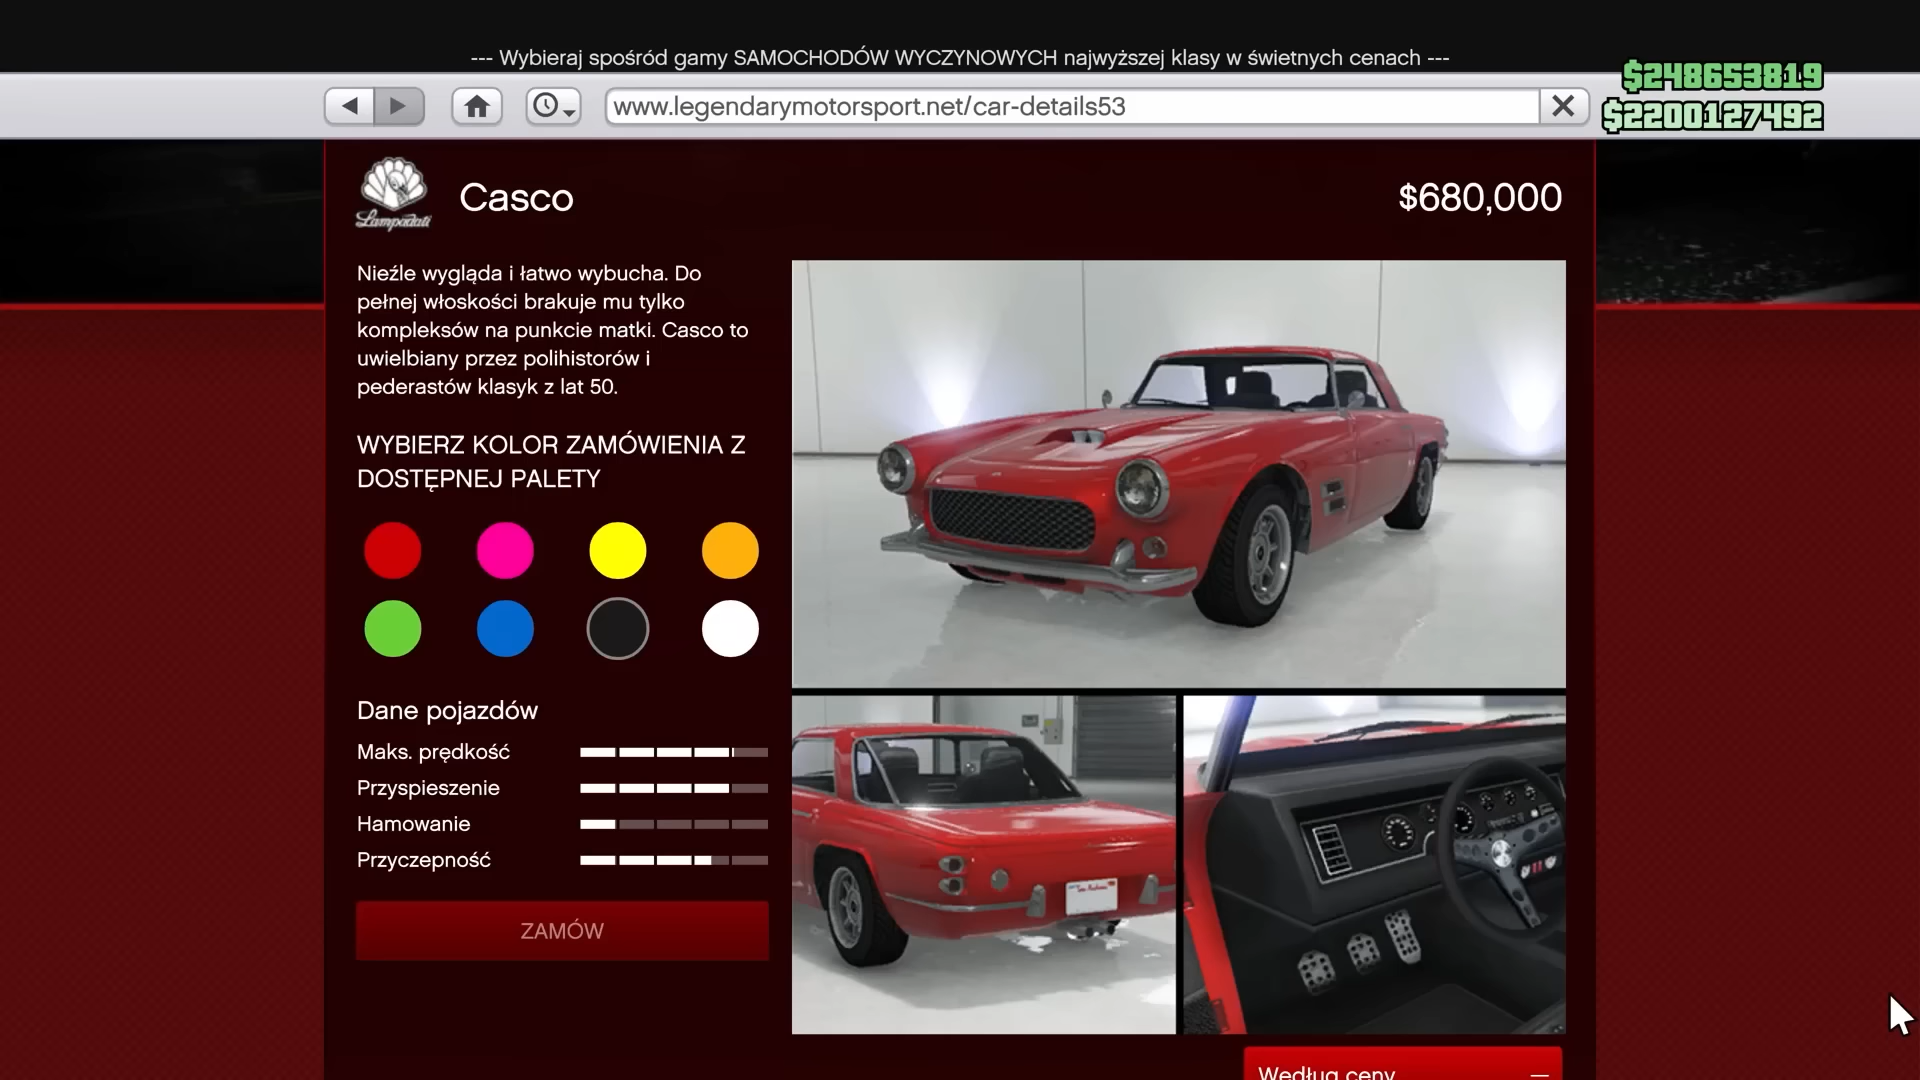 --- Wybieraj spośród gamy SAMOCHODÓW WYCZYNOWYCH najwyższej klasy w świetnych cenach ---
$248653819
www.legendarymotorsport.net/car-details53
$2200127492
Lampadati
Casco
$680,000
Nieźle wygląda i łatwo wybucha. Do
pełnej włoskości brakuje mu tylko
kompleksów na punkcie matki. Casco to
uwielbiany przez polihistorów i
pederastów klasyk z lat 50.
WYBIERZ KOLOR ZAMÓWIENIA Z
DOSTĘPNEJ PALETY
Dane pojazdów
Maks. prędkość
Przyspieszenie
Hamowanie
Przyczepność
ZAMÓW
Według ceny